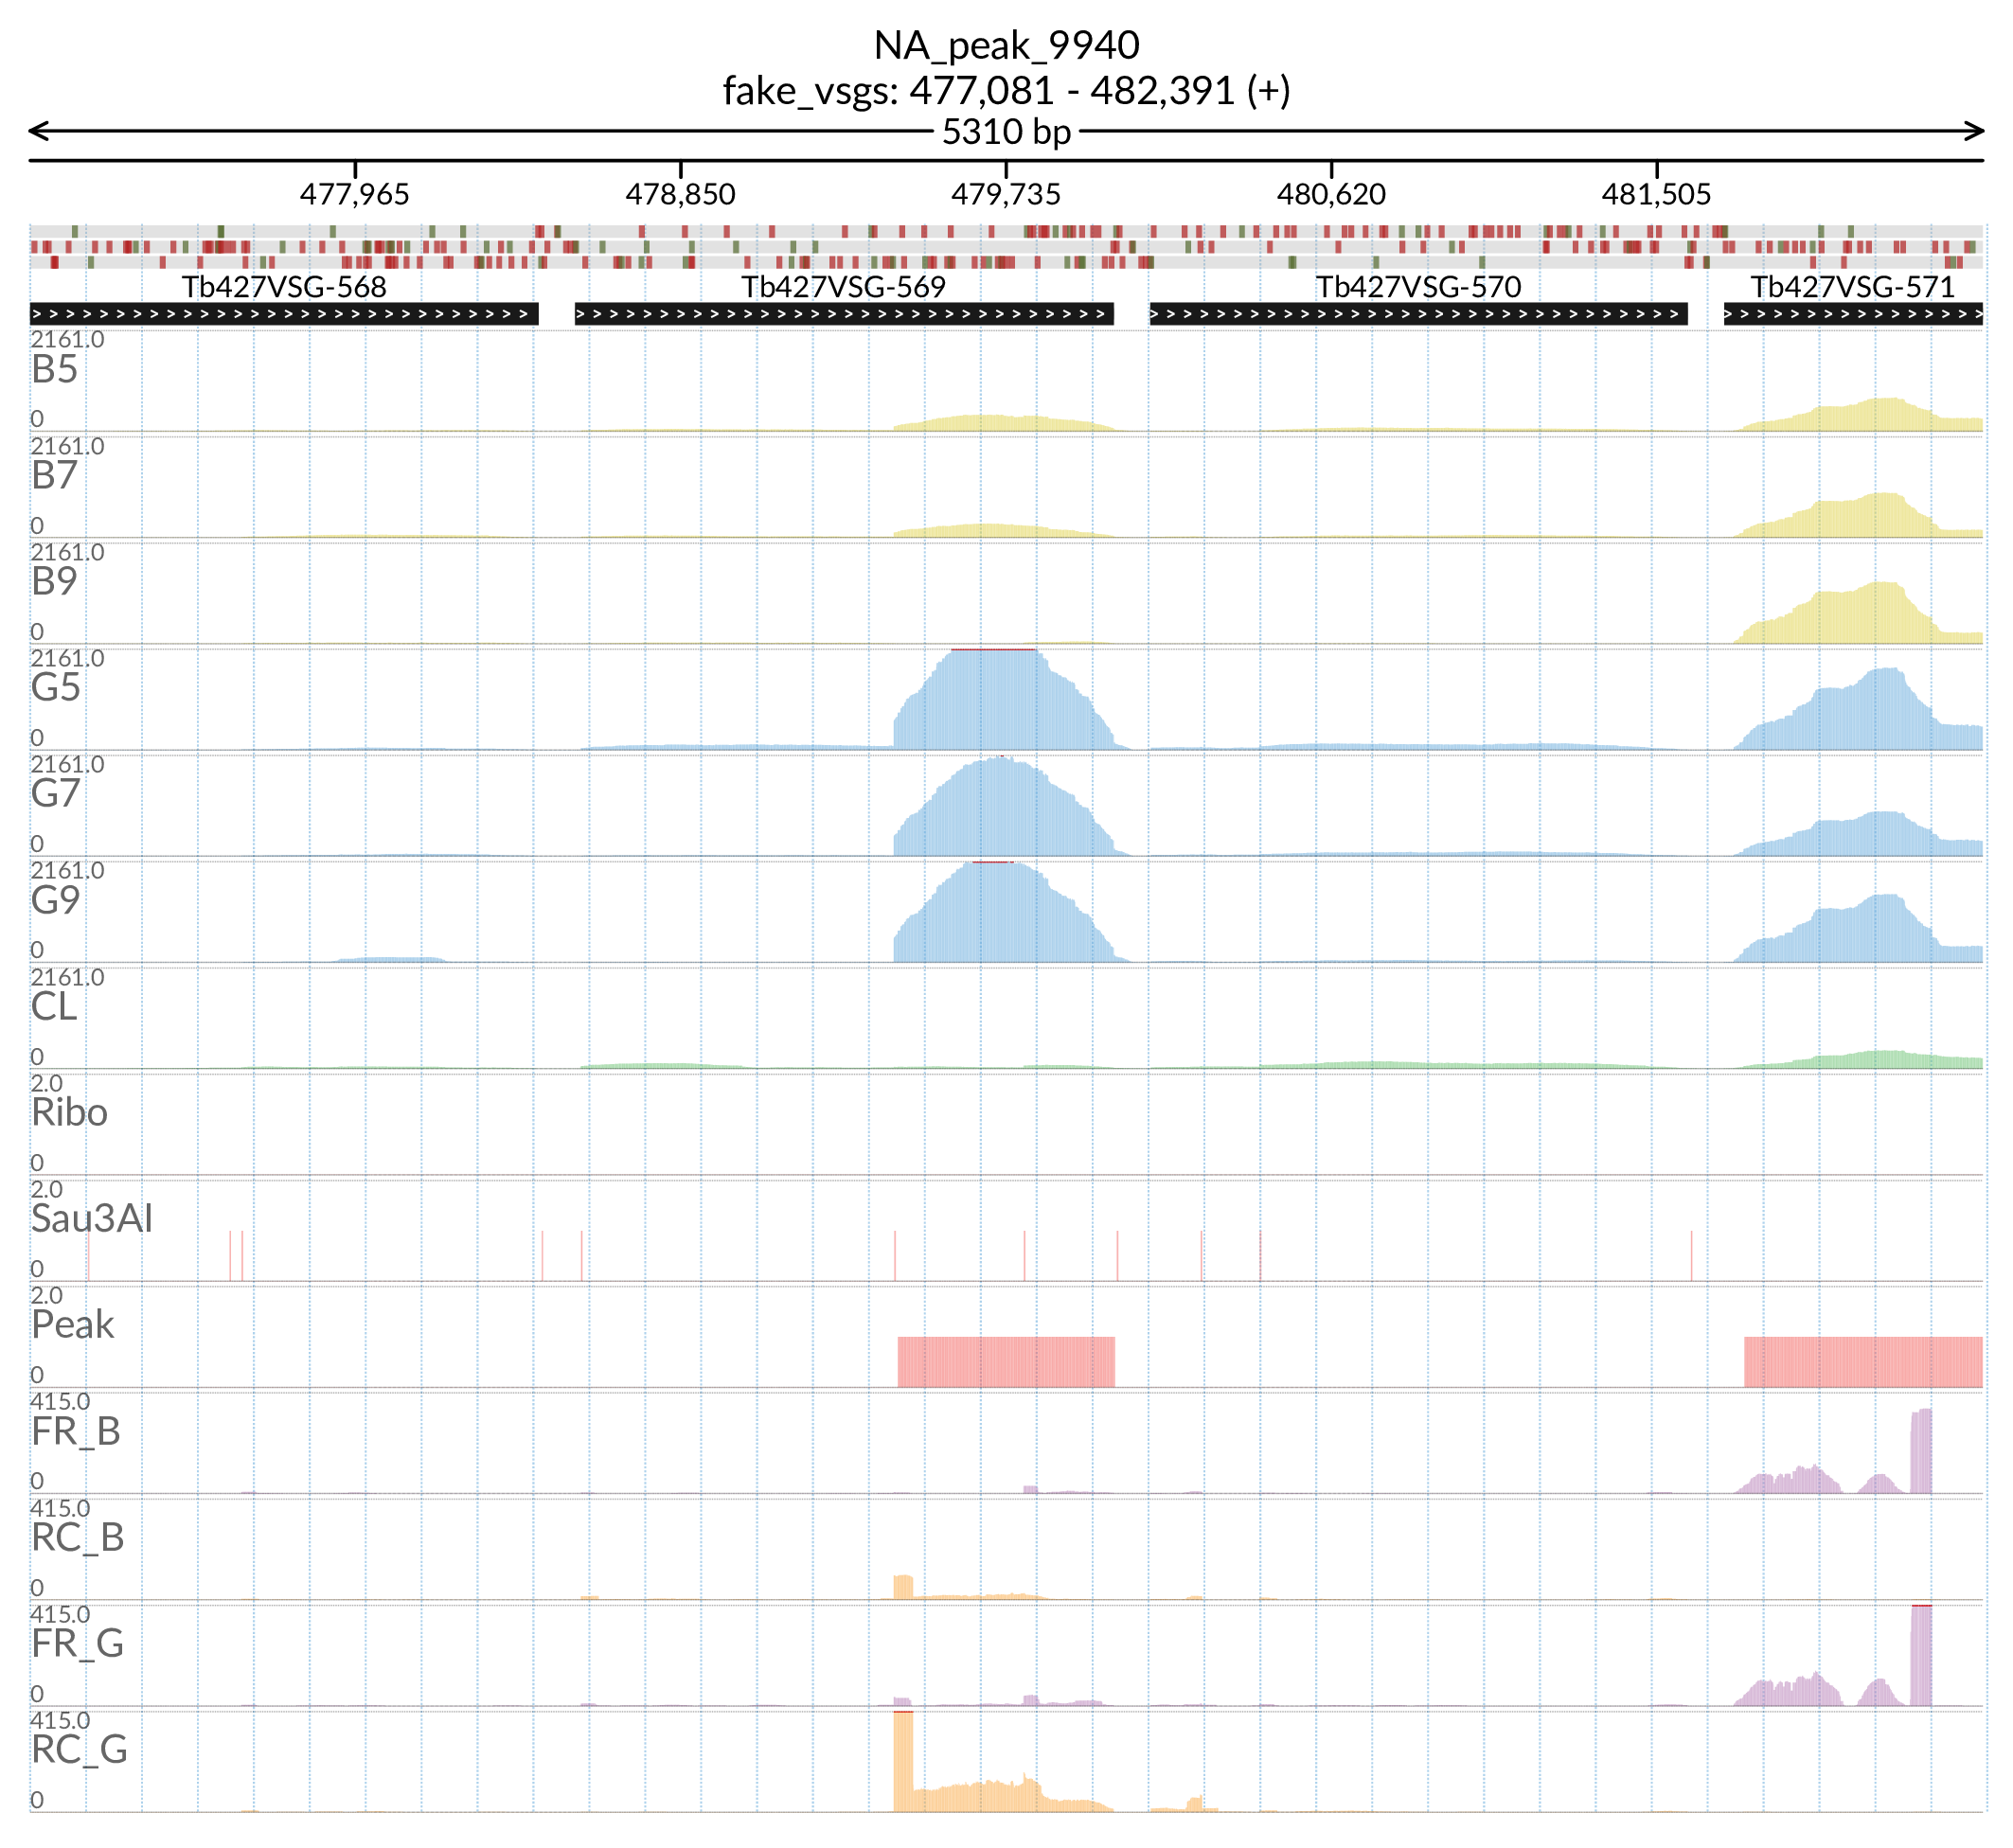 NA_peak_9940
fake_vsgs: 477,081 - 482,391 (+)
5310 bp
477,965 478,850 479,735 480,620 481,505
Tb427VSG-568 Tb427VSG-569 Tb427VSG-570 Tb427VSG-571
2161.0
B5
0
2161.0
B7
0
2161.0
B9
0
2161.0
G5
0
2161.0
G7
0
2161.0
G9
0
2161.0
CL
0
2.0
Ribo
0
2.0
Sau3AI
0
2.0
Peak
0
415.0
FR_B
0
415.0
RC_B
0
415.0
FR_G
0
415.0
RC_G
0